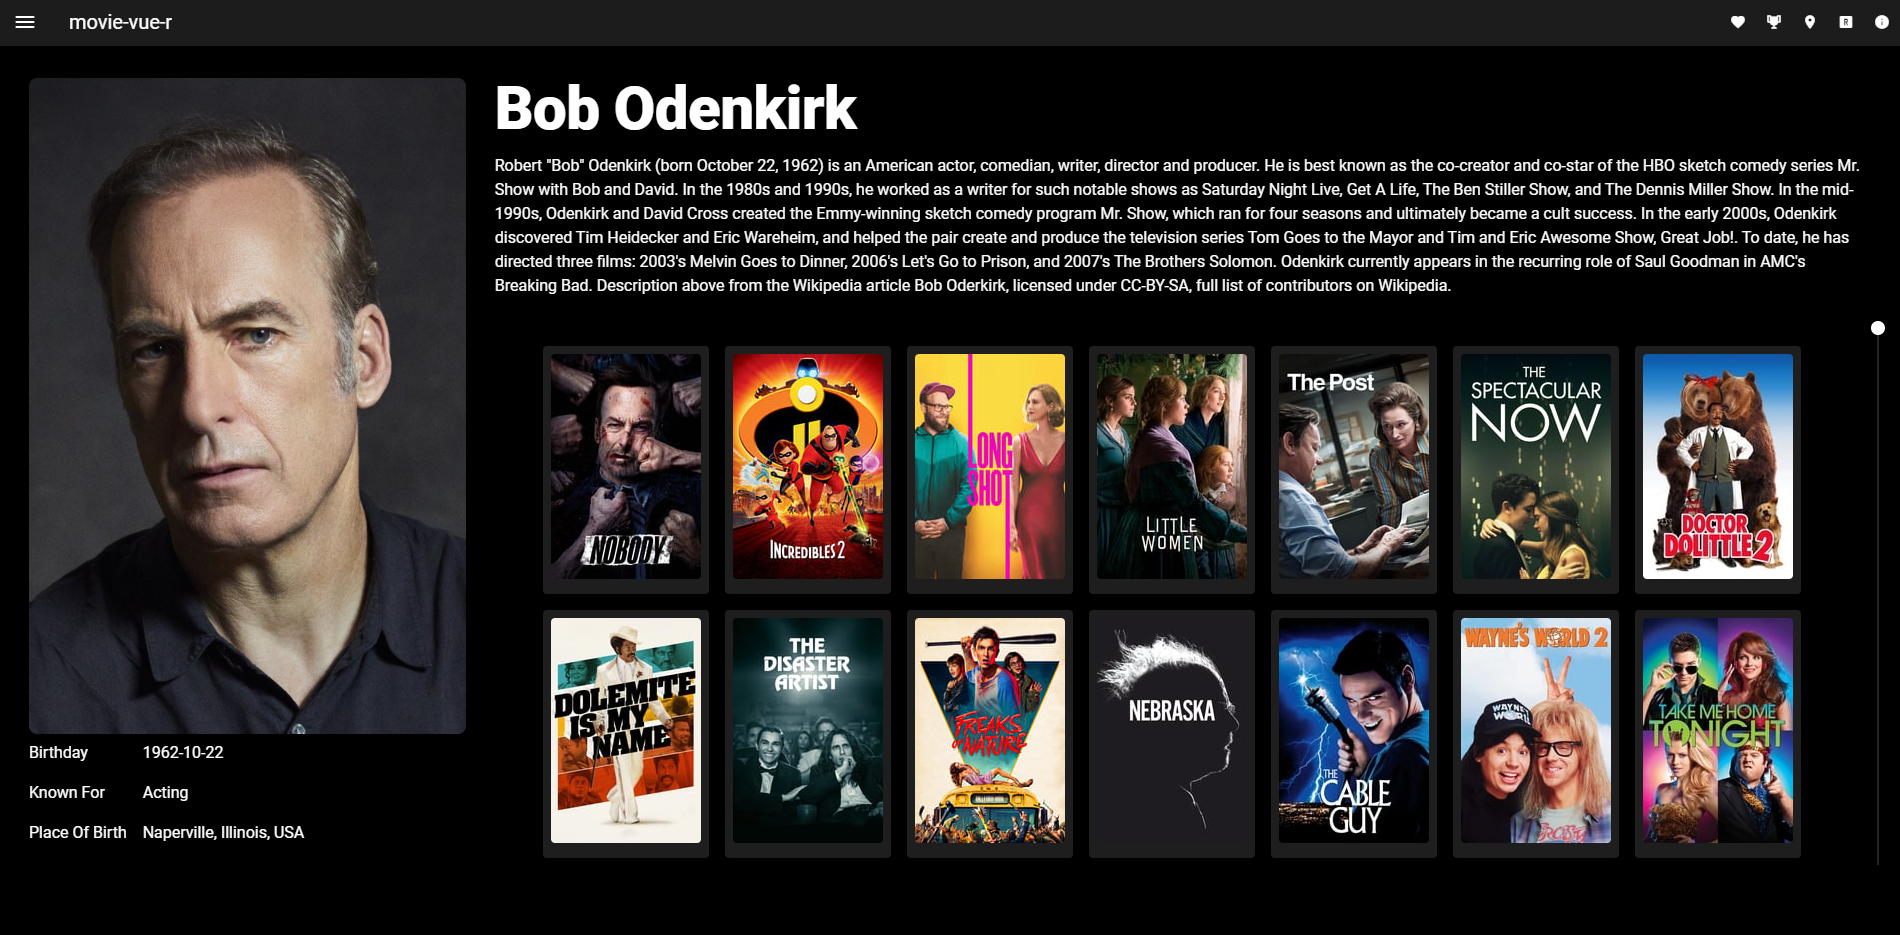 movie-vue-r
Bob Odenkirk
Robert "Bob" Odenkirk (born October 22, 1962) is an American actor, comedian, writer, director and producer. He is best known as the co-creator and co-star of the HBO sketch comedy series Mr.
Show with Bob and David. In the 1980s and 1990s, he worked as a writer for such notable shows as Saturday Night Live, Get A Life, The Ben Stiller Show, and The Dennis Miller Show. In the mid-
1990s, Odenkirk and David Cross created the Emmy-winning sketch comedy program Mr. Show, which ran for four seasons and ultimately became a cult success. In the early 2000s, Odenkirk
discovered Tim Heidecker and Eric Wareheim, and helped the pair create and produce the television series Tom Goes to the Mayor and Tim and Eric Awesome Show, Great Job!. To date, he has
directed three films: 2003's Melvin Goes to Dinner, 2006's Let's Go to Prison, and 2007's The Brothers Solomon. Odenkirk currently appears in the recurring role of Saul Goodman in AMC's
Breaking Bad. Description above from the Wikipedia article Bob Oderkirk, licensed under CC-BY-SA, full list of contributors on Wikipedia.
NOBODY
INCREDIBLES 2
LONG
SHOT
LITTLE
WOMEN
The Post
THE
SPECTACULAR
NOW
DOCTOR
DOLITTLE 2
DOLEMITE
IS MY
NAME
THE
DISASTER
ARTIST
FREAKS
OF NATURE
NEBRASKA
THE
CABLE
GUY
WAYNE'S WORLD 2
WAYNE'S
WORLD
TAKE ME HOME
TONIGHT
Birthday 1962-10-22
Known For Acting
Place Of Birth Naperville, Illinois, USA